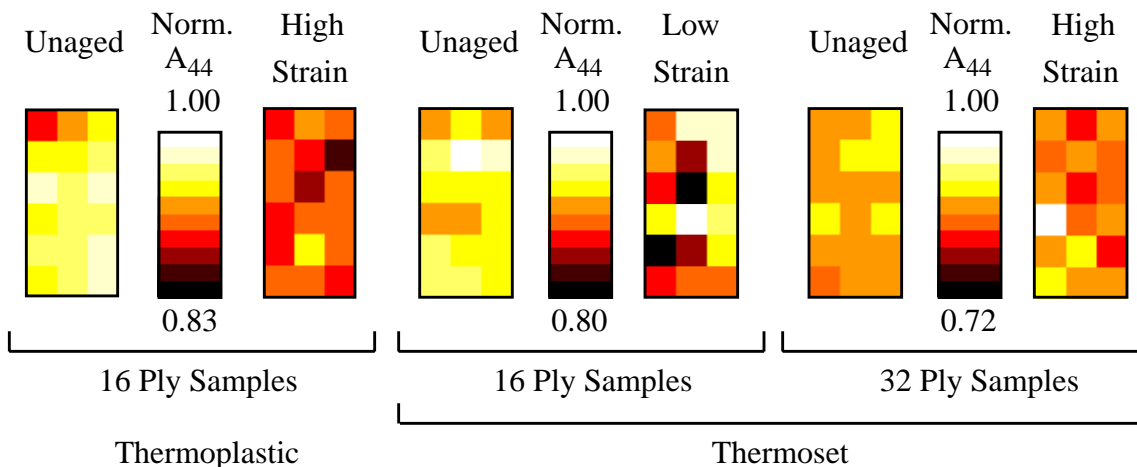 Unaged Norm. High Unaged Norm. Low Unaged Norm. High
A44 Strain A44 Strain A44 Strain
1.00 1.00 1.00
0.83 0.80 0.72
16 Ply Samples 16 Ply Samples 32 Ply Samples
Thermoplastic Thermoset